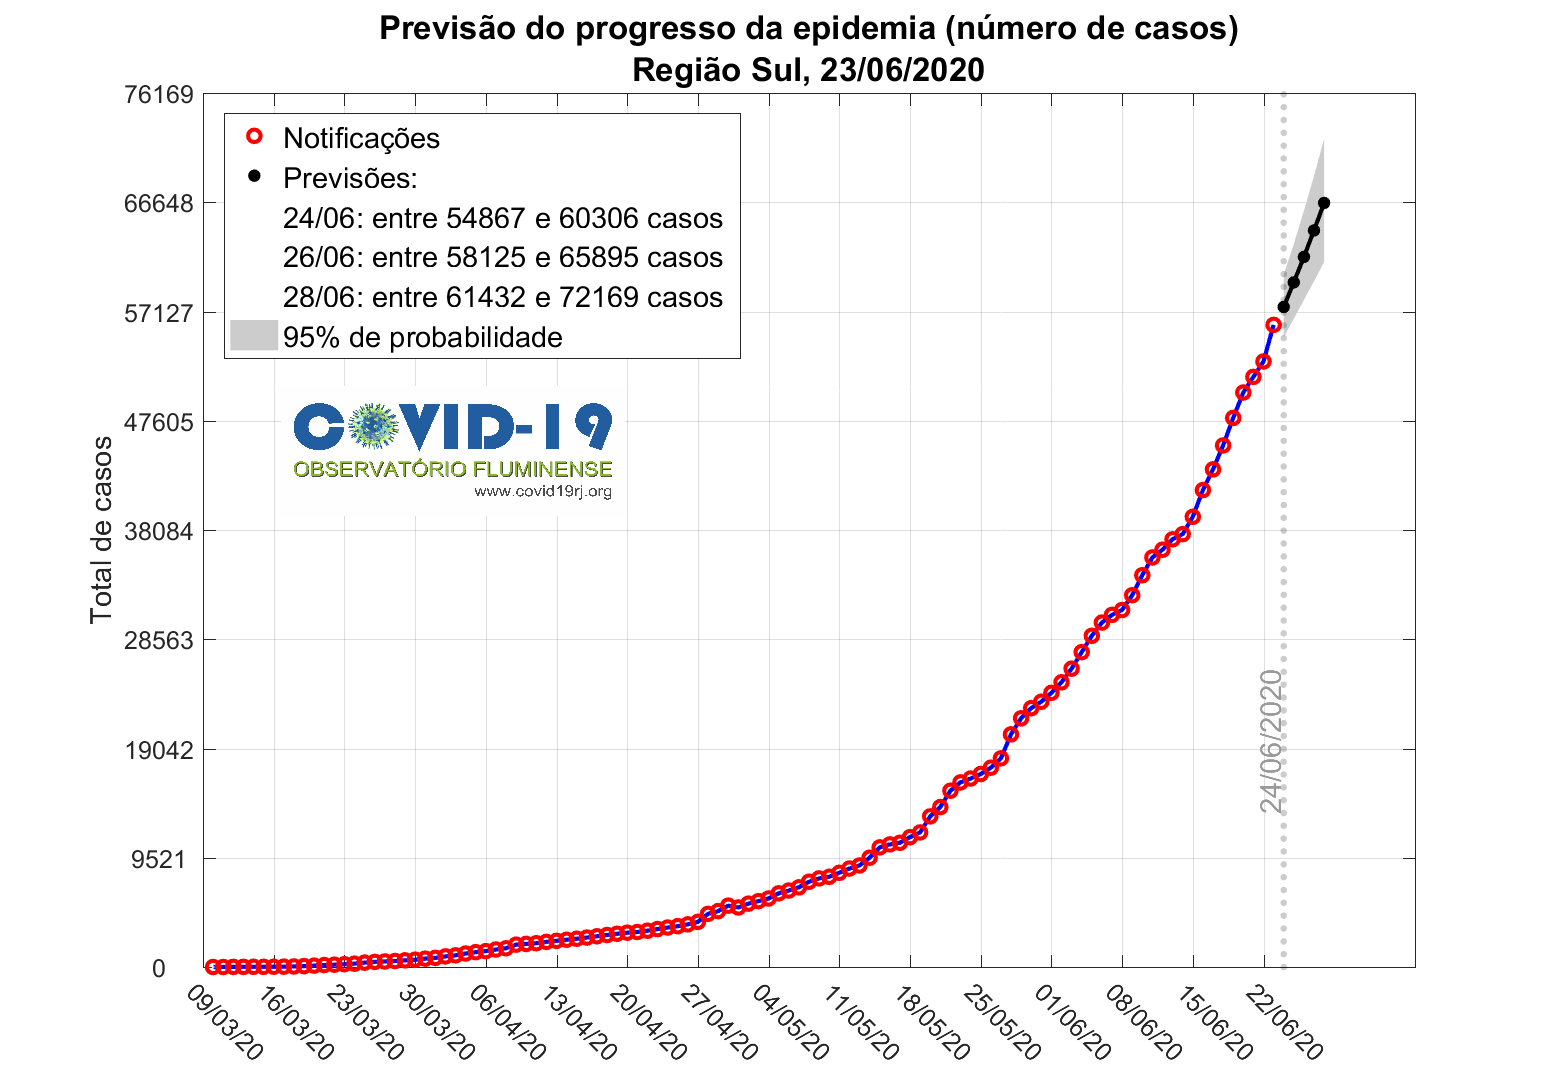 Previsão do progresso da epidemia (número de casos)
Região Sul, 23/06/2020
76169
66648
57127
47605
38084
28563
19042
9521
0
Total de casos
Notificações
Previsões:
24/06: entre 54867 e 60306 casos
26/06: entre 58125 e 65895 casos
28/06: entre 61432 e 72169 casos
95% de probabilidade
COVID-19
OBSERVATÓRIO FLUMINENSE
www.covid19rj.org
24/06/2020
09/03/20
16/03/20
23/03/20
30/03/20
06/04/20
13/04/20
20/04/20
27/04/20
04/05/20
11/05/20
18/05/20
25/05/20
01/06/20
08/06/20
15/06/20
22/06/20